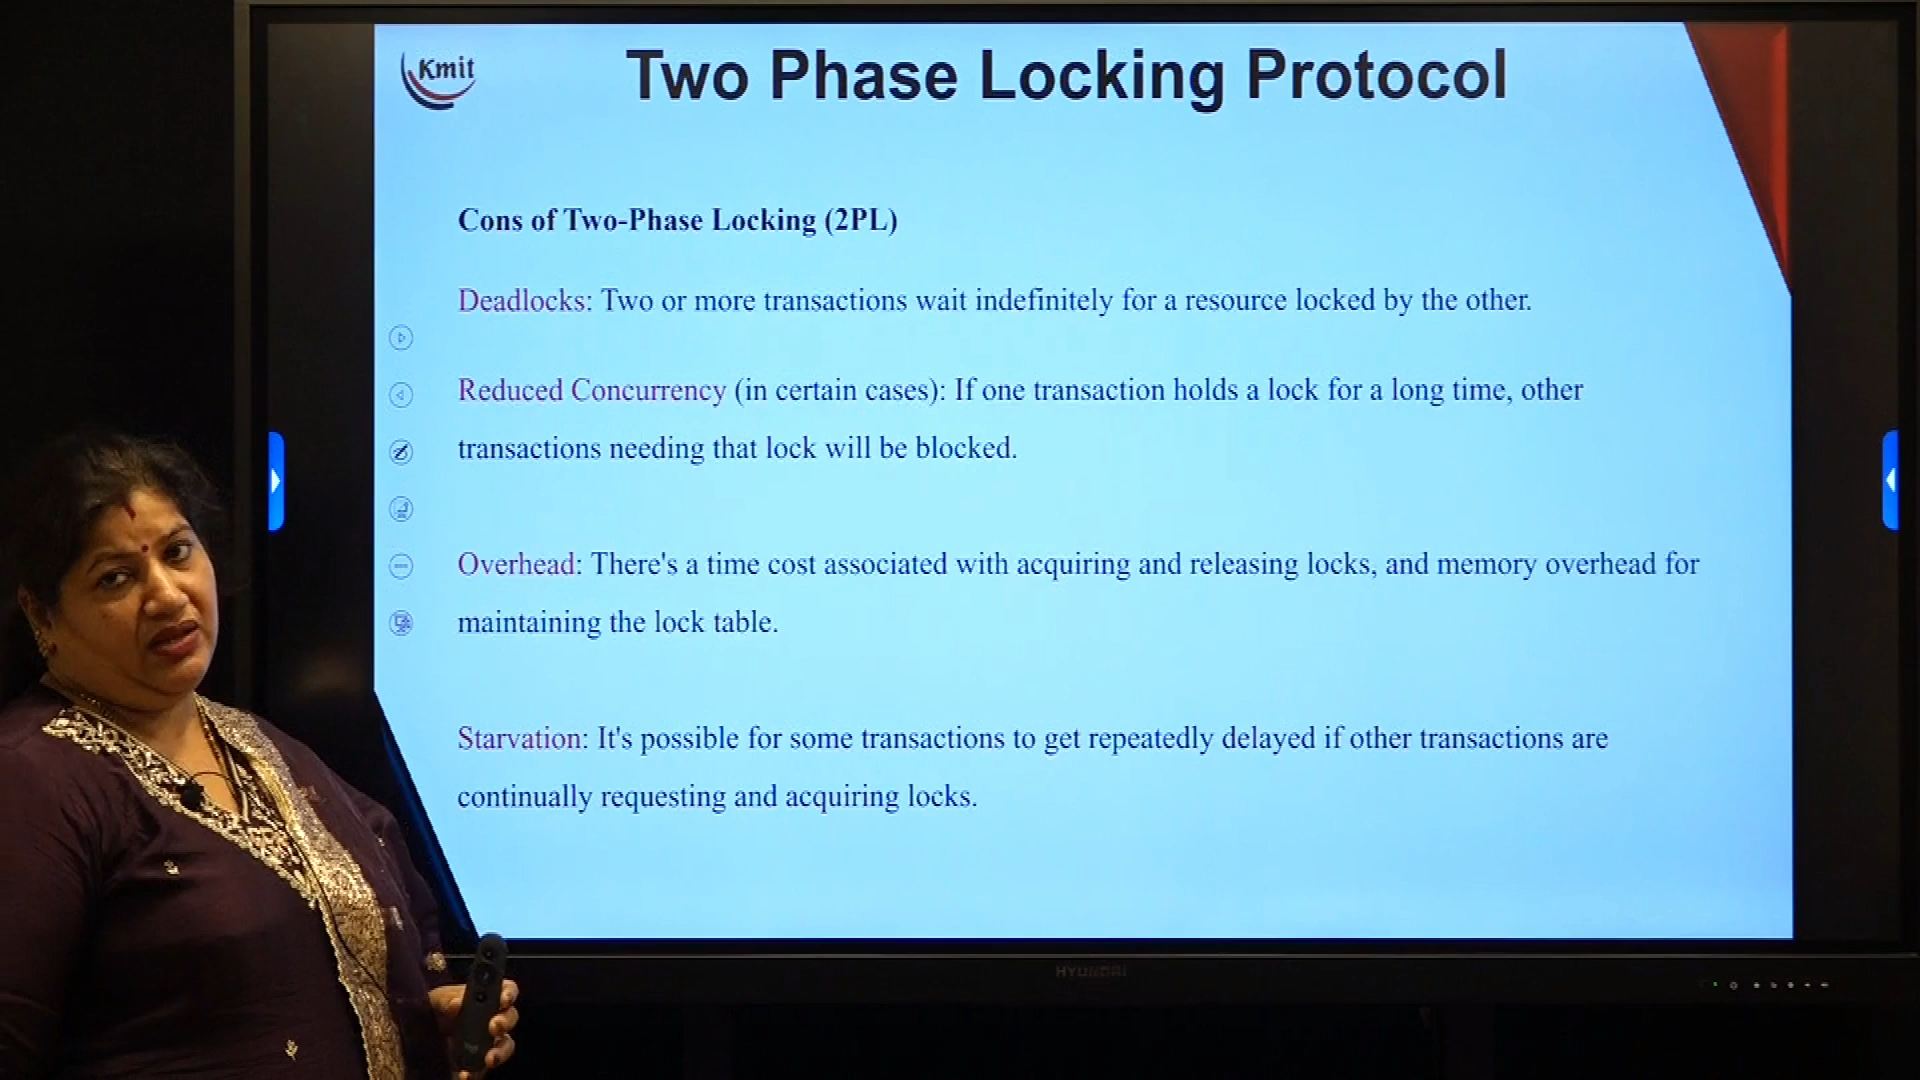 Kmit
Two Phase Locking Protocol
Cons of Two-Phase Locking (2PL)
Deadlocks: Two or more transactions wait indefinitely for a resource locked by the other.
Reduced Concurrency (in certain cases): If one transaction holds a lock for a long time, other
transactions needing that lock will be blocked.
Overhead: There's a time cost associated with acquiring and releasing locks, and memory overhead for
maintaining the lock table.
Starvation: It's possible for some transactions to get repeatedly delayed if other transactions are
continually requesting and acquiring locks.
HYUNDAI